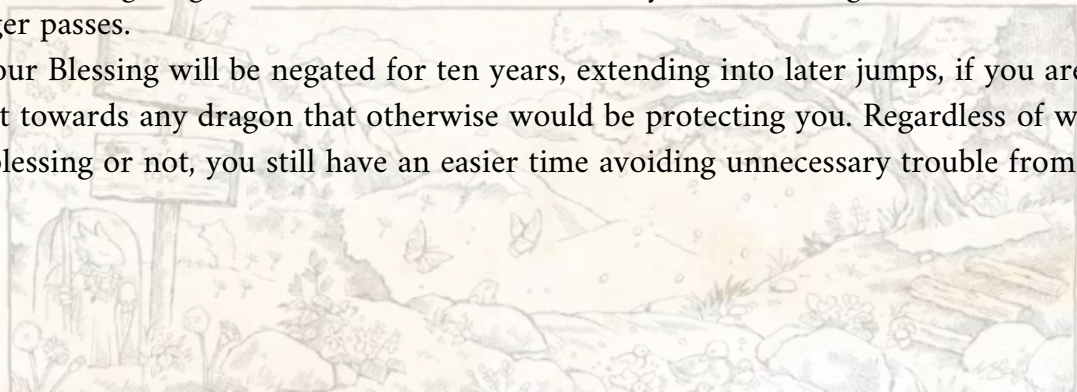 ger passes.
our Blessing will be negated for ten years, extending into later jumps, if you are
t towards any dragon that otherwise would be protecting you. Regardless of w
blessing or not, you still have an easier time avoiding unnecessary trouble from